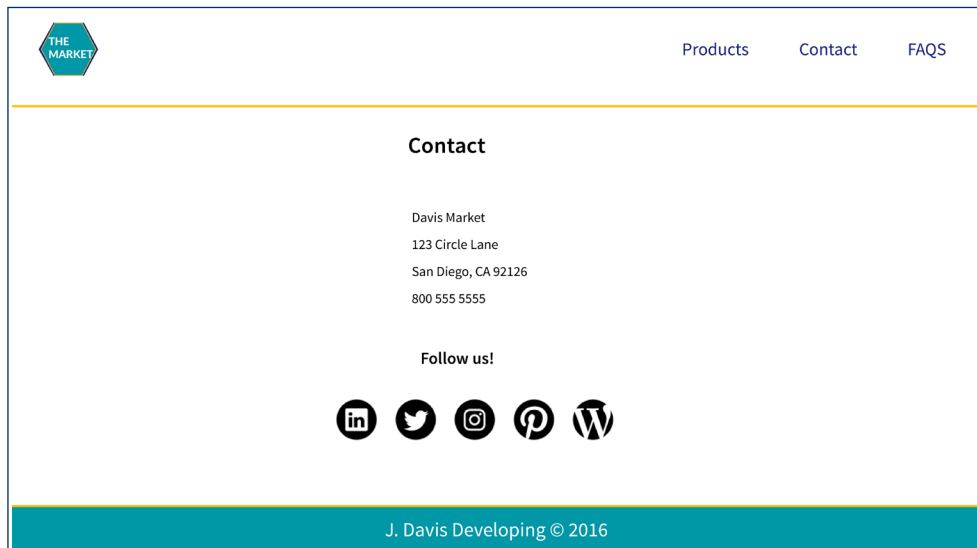 THE
MARKET
Products Contact FAQS
Contact
Davis Market
123 Circle Lane
San Diego, CA 92126
800 555 5555
Follow us!
in
J. Davis Developing © 2016